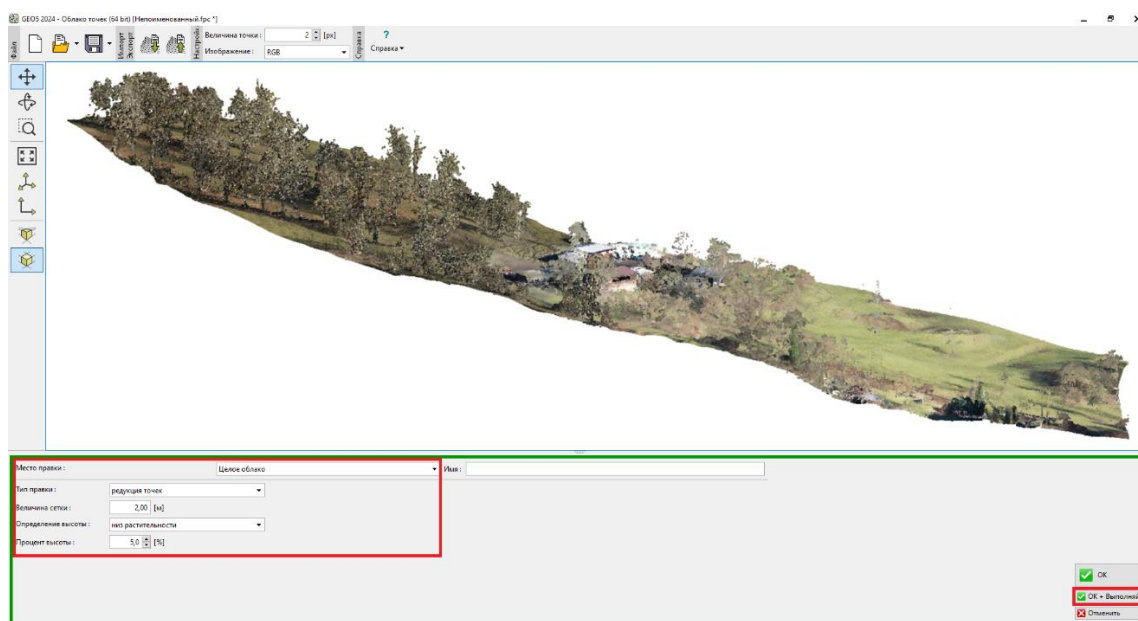 GEO5 2024 - Облако точек (64 bit) [Непоименованный.fpc *]
Файл
Импорт
Экспорт
Настройк
Величина точки : 2 [px]
Изображение : RGB
Справка
?
Справка
Место правки : Целое облако Имя :
Тип правки : редукция точек
Величина сетки : 2,00 [м]
Определение высоты : низ растительности
Процент высоты : 5,0 [%]
OK
OK + Выполняй
Отменить